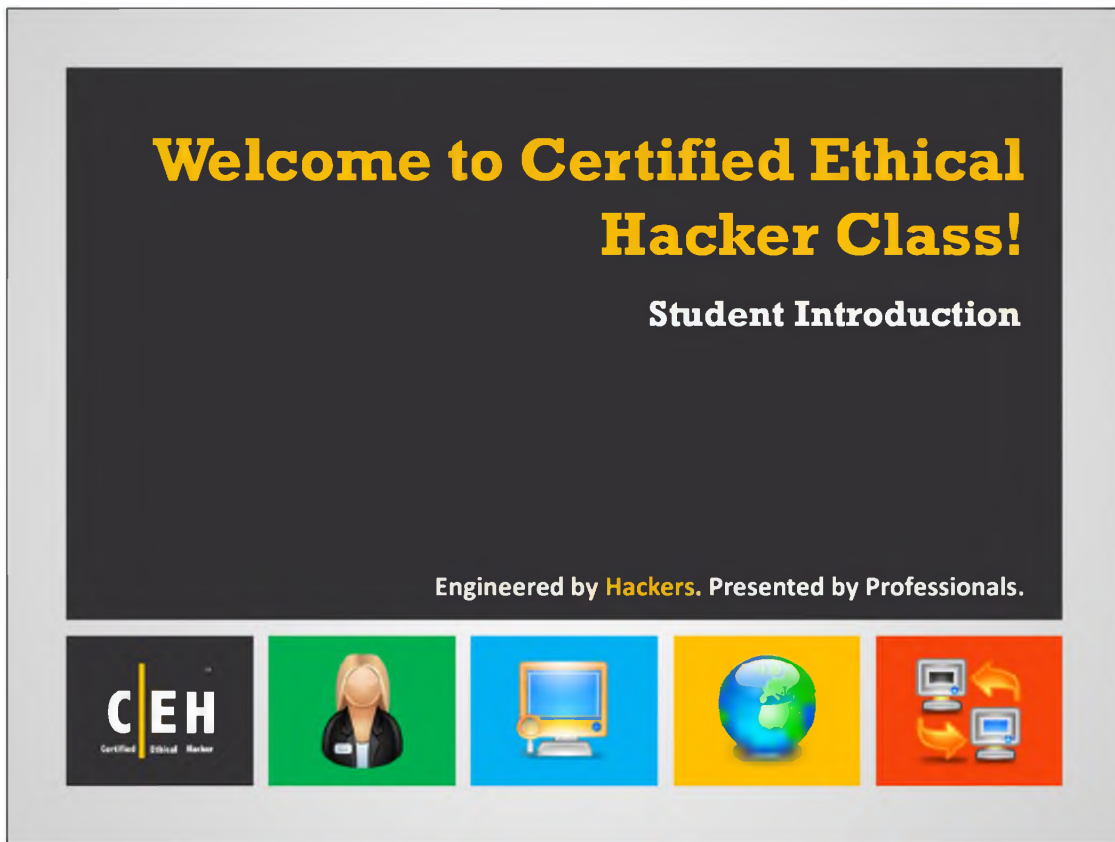 Welcome to Certified Ethical
Hacker Class!
Student Introduction
Engineered by Hackers. Presented by Professionals.
C EH
Certified Ethical Hacker